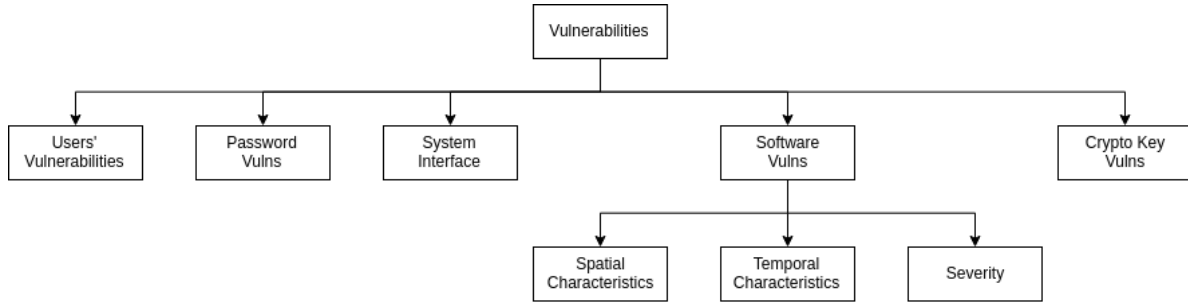 Vulnerabilities
Users'
Vulnerabilities
Password
Vulns
System
Interface
Software
Vulns
Crypto Key
Vulns
Spatial
Characteristics
Temporal
Characteristics
Severity